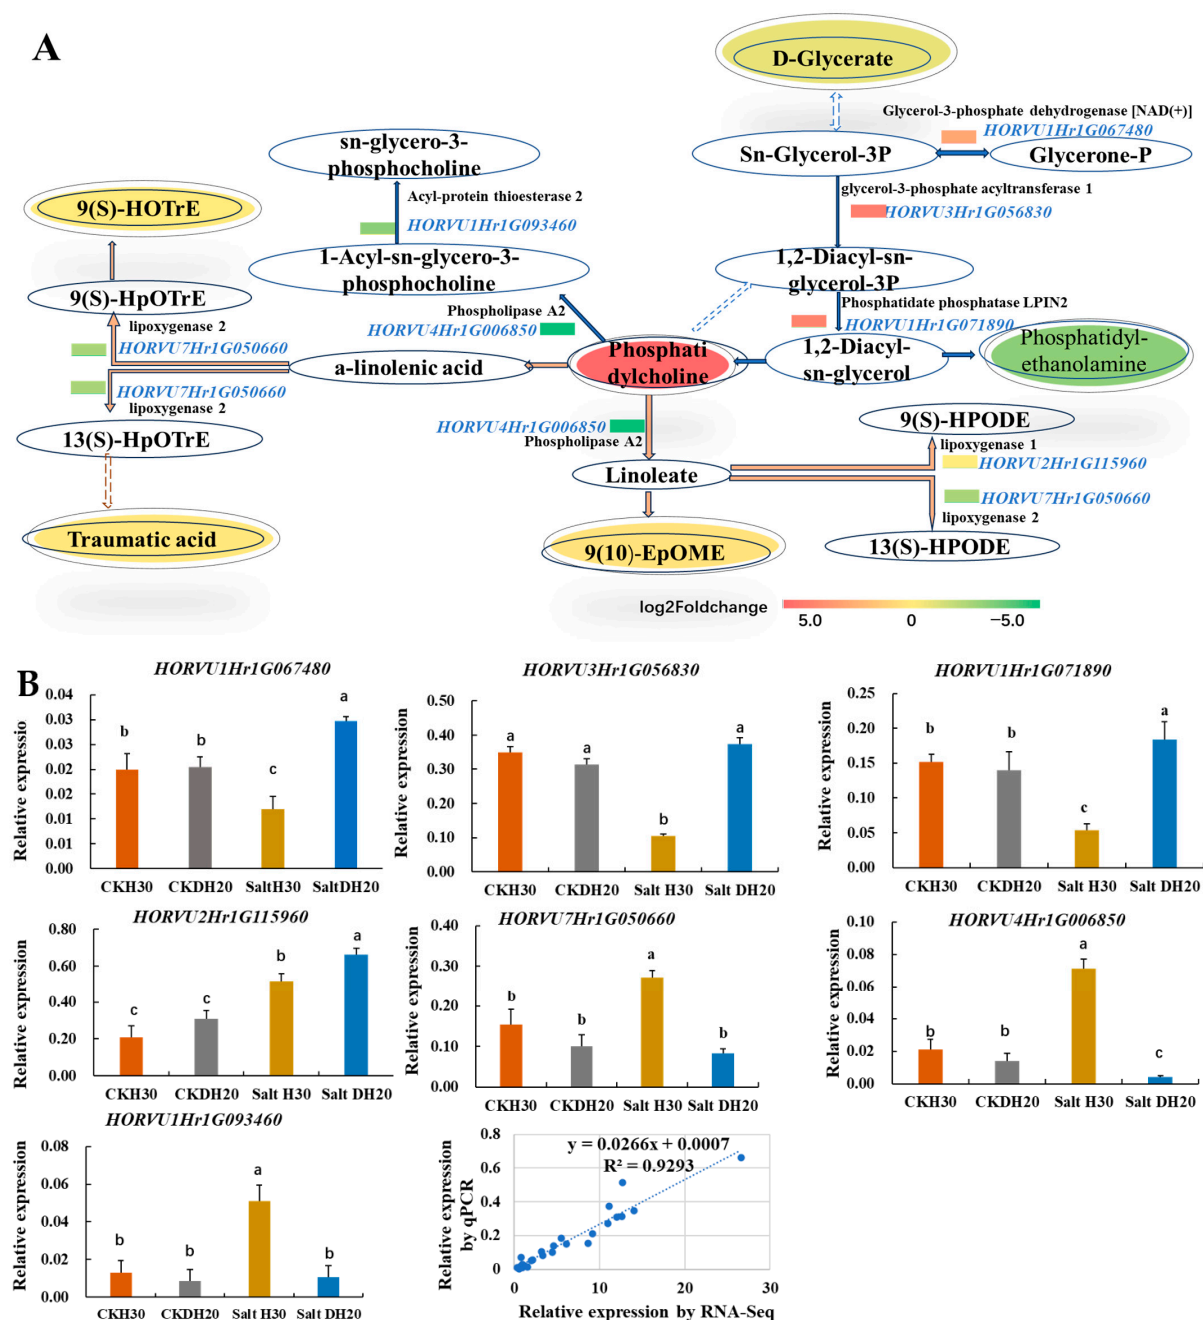 A
D-Glycerate
Glycerol-3-phosphate dehydrogenase [NAD(+)]
HORVU1Hr1G067480
Sn-Glycerol-3P
Glycerone-P
sn-glycero-3-
phosphocholine
Acyl-protein thioesterase 2
HORVU1Hr1G093460
glycerol-3-phosphate acyltransferase 1
HORVU3Hr1G056830
9(S)-HOTrE
1-Acyl-sn-glycero-3-
phosphocholine
1,2-Diacyl-sn-
glycerol-3P
9(S)-HpOTrE
Phospholipase A2
HORVU4Hr1G006850
Phosphatidate phosphatase LPIN2
HORVU1Hr1G071890
lipoxygenase 2
HORVU7Hr1G050660
HORVU7Hr1G050660
lipoxygenase 2
a-linolenic acid
Phosphati
dylcholine
1,2-Diacyl-
sn-glycerol
Phosphatidyl-
ethanolamine
13(S)-HpOTrE
HORVU4Hr1G006850
Phospholipase A2
9(S)-HPODE
lipoxygenase 1
HORVU2Hr1G115960
Linoleate
HORVU7Hr1G050660
lipoxygenase 2
Traumatic acid
9(10)-EpOME
13(S)-HPODE
log2Foldchange
5.0 0 −5.0
B
HORVU1Hr1G067480
Relative expressio
0.04
0.03
0.03
0.02
0.02
0.01
0.01
0.00
b b c a
CKH30 CKDH20 SaltH30 SaltDH20
HORVU3Hr1G056830
Relative expression
0.50
0.40
0.30
0.20
0.10
0.00
a a b a
CKH30 CKDH20 Salt H30 Salt DH20
HORVU1Hr1G071890
Relative expression
0.25
0.20
0.15
0.10
0.05
0.00
b b c a
CKH30 CKDH20 Salt H30 Salt DH20
HORVU2Hr1G115960
Relative expression
0.80
0.60
0.40
0.20
0.00
c c b a
CKH30 CKDH20 Salt H30 Salt DH20
HORVU7Hr1G050660
Relative expression
0.40
0.30
0.20
0.10
0.00
b b a b
CKH30 CKDH20 Salt H30 Salt DH20
HORVU4Hr1G006850
Relative expression
0.10
0.08
0.06
0.04
0.02
0.00
b b a c
CKH30 CKDH20 Salt H30 Salt DH20
HORVU1Hr1G093460
Relative expression
0.08
0.06
0.04
0.02
0.00
b b a b
CKH30 CKDH20 Salt H30 Salt DH20
Relative expression
by qPCR
0.8
0.6
0.4
0.2
0
y = 0.0266x + 0.0007
R² = 0.9293
0 10 20 30
Relative expression by RNA-Seq